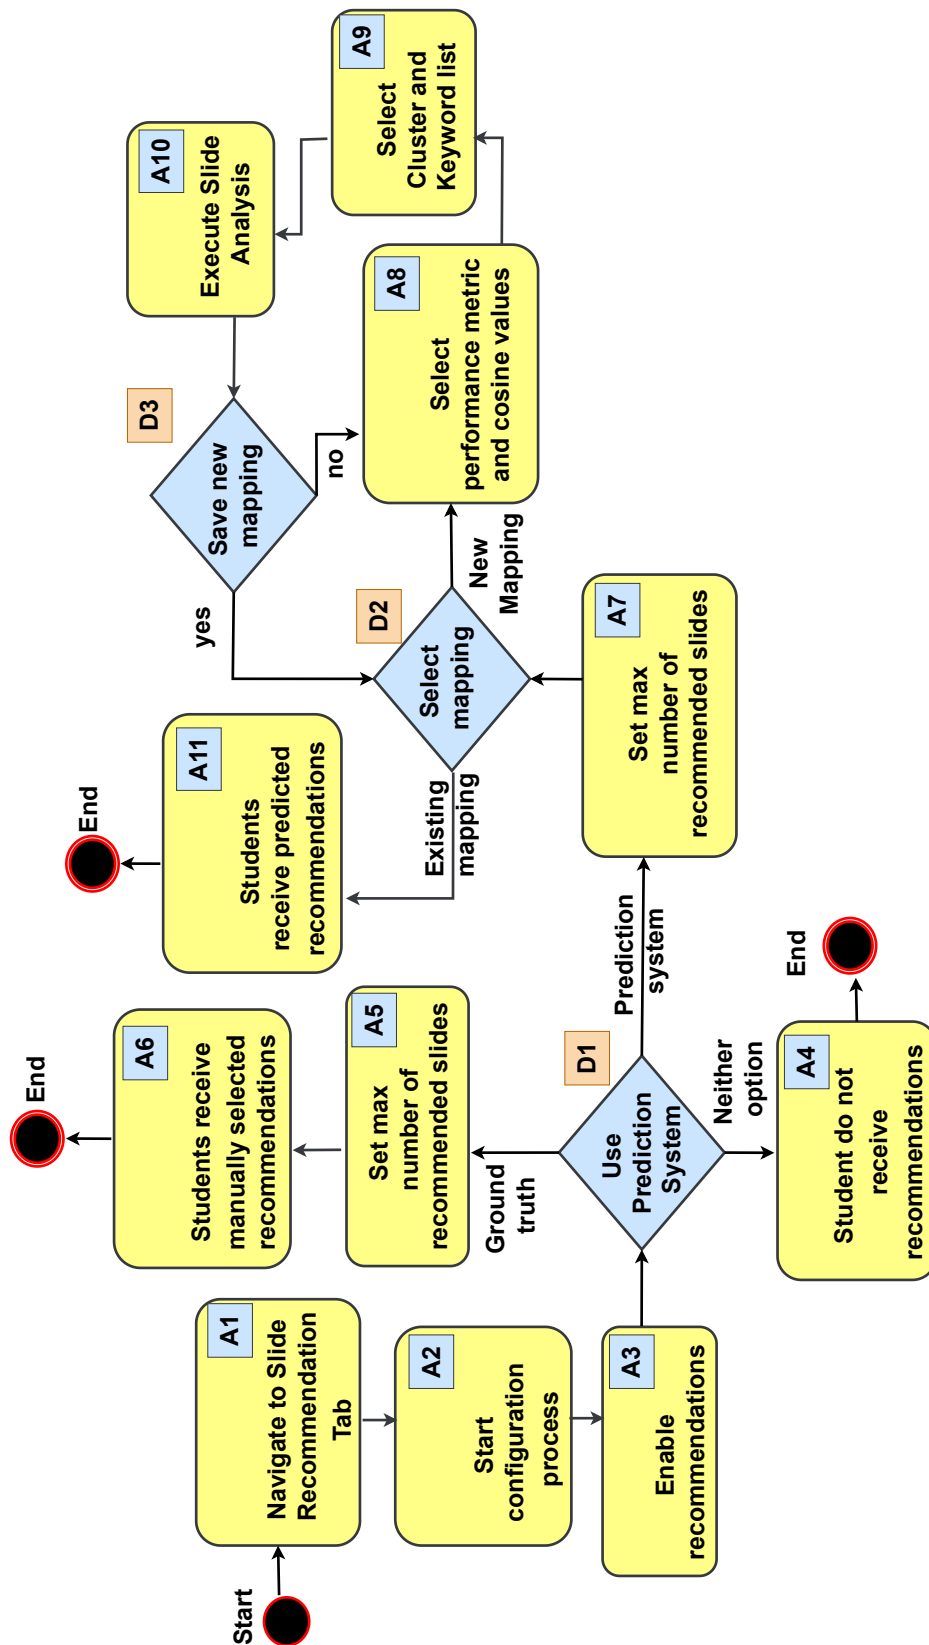 Start
A1
Navigate to Slide
Recommendation
Tab
A2
Start
configuration
process
A3
Enable
recommendations
D1
Use
Prediction
System
Neither
option
A4
Student do not
receive
recommendations
End
Ground
truth
A5
Set max
number of
recommended slides
A6
Students receive
manually selected
recommendations
End
Prediction
system
A7
Set max
number of
recommended slides
D2
Select
mapping
Existing
mapping
A11
Students
receive predicted
recommendations
End
New
Mapping
A8
Select
performance metric
and cosine values
A9
Select
Cluster and
Keyword list
A10
Execute Slide
Analysis
D3
Save new
mapping
yes
no